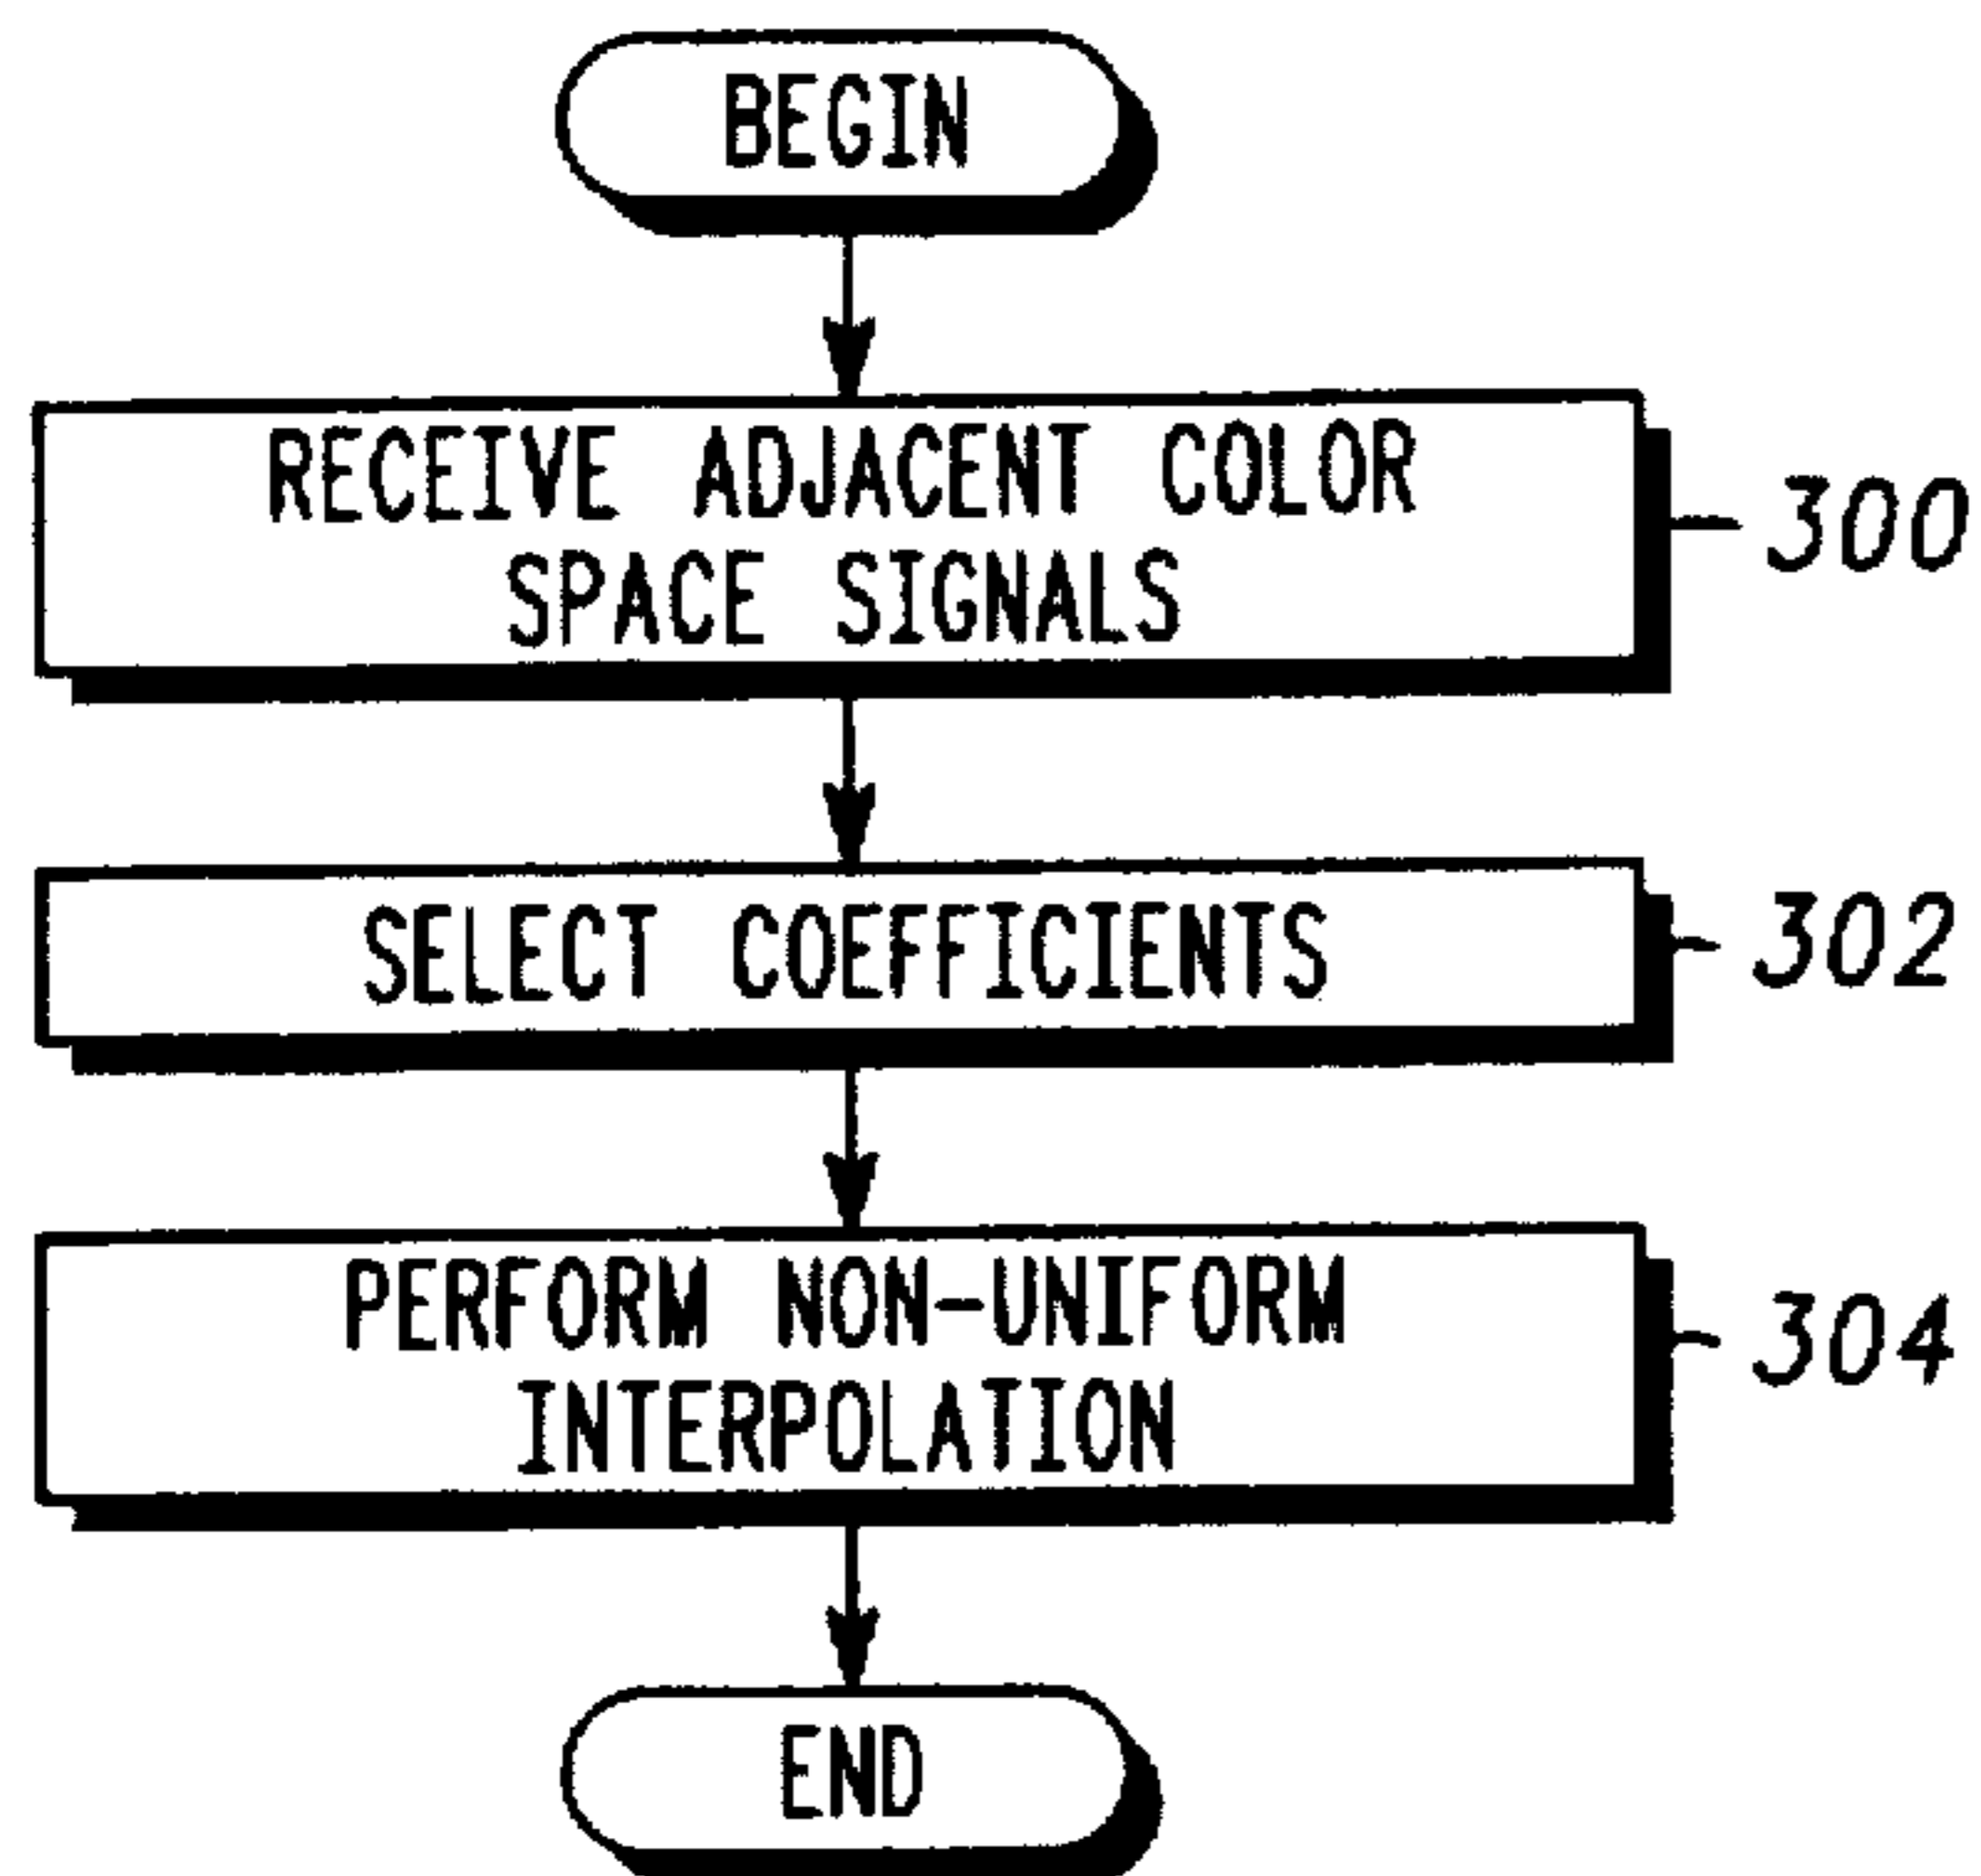 BEGIN
RECEIVE ADJACENT COLOR
SPACE SIGNALS
300
SELECT COEFFICIENTS
302
PERFORM NON-UNIFORM
INTERPOLATION
304
END